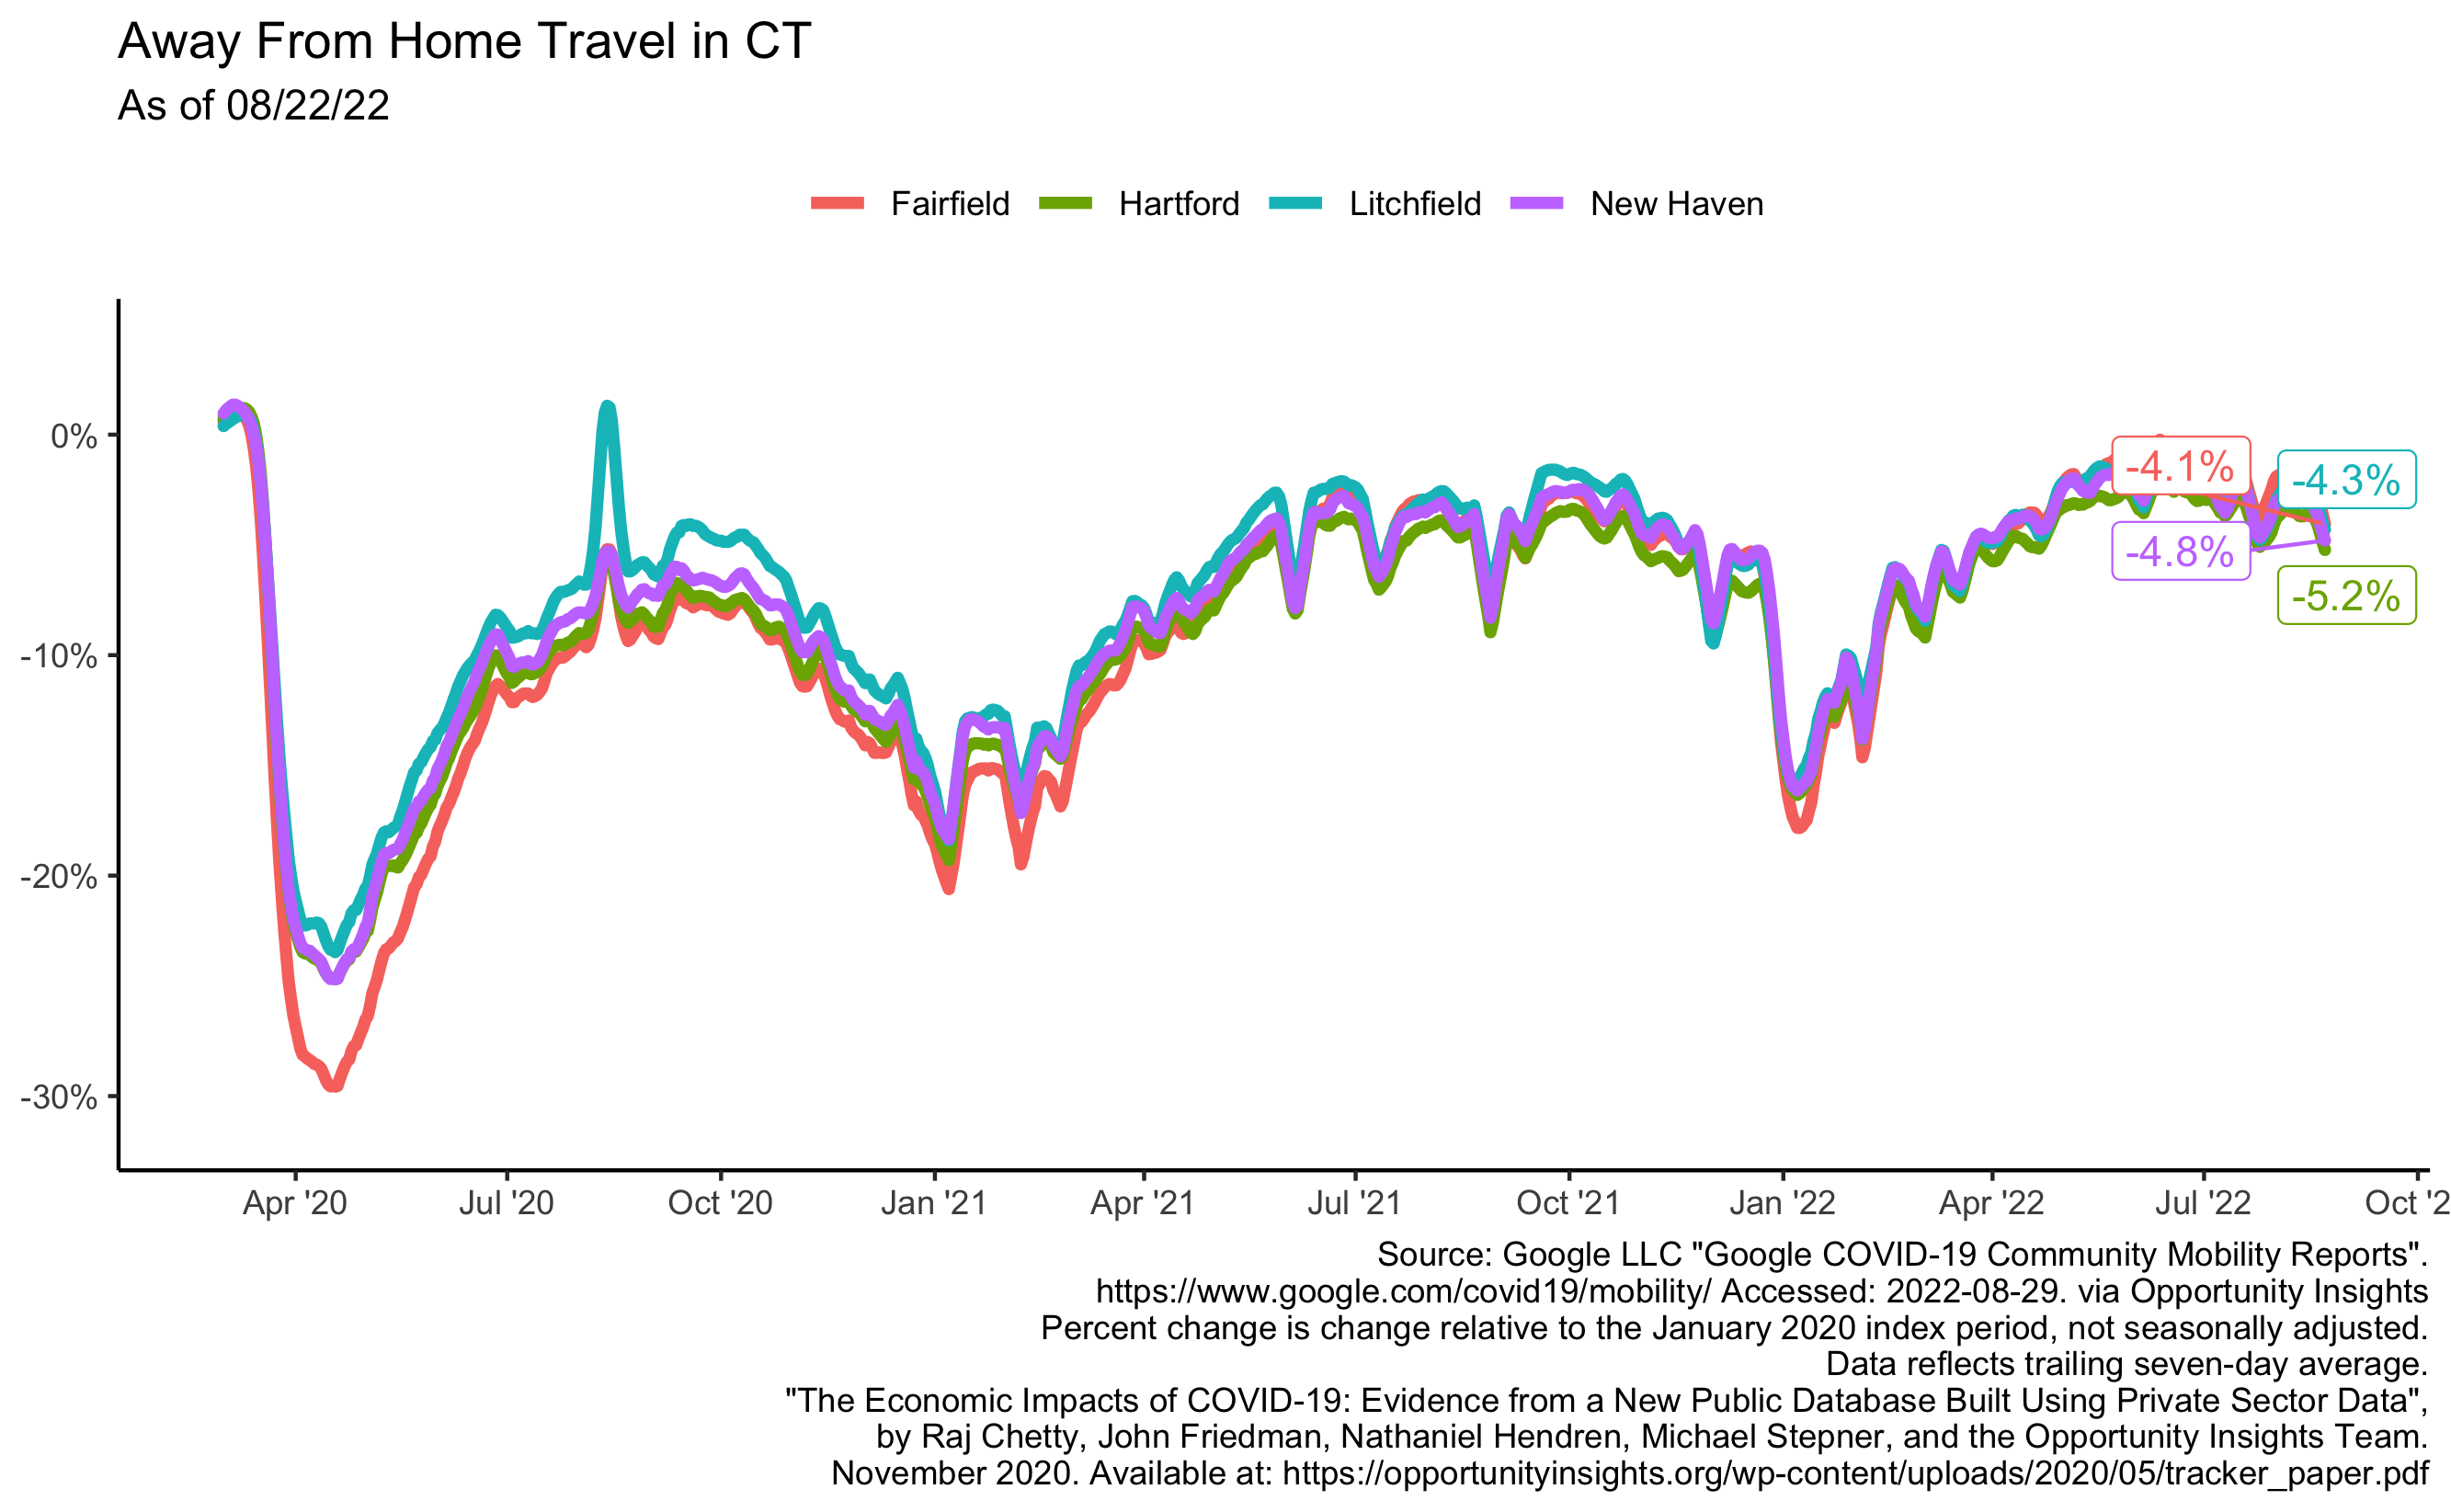 Away From Home Travel in CT
As of 08/22/22
Fairfield Hartford Litchfield New Haven
0%
-10%
-20%
-30%
-4.1%
-4.3%
-4.8%
-5.2%
Apr '20 Jul '20 Oct '20 Jan '21 Apr '21 Jul '21 Oct '21 Jan '22 Apr '22 Jul '22 Oct '2
Source: Google LLC "Google COVID-19 Community Mobility Reports".
https://www.google.com/covid19/mobility/ Accessed: 2022-08-29. via Opportunity Insights
Percent change is change relative to the January 2020 index period, not seasonally adjusted.
Data reflects trailing seven-day average.
"The Economic Impacts of COVID-19: Evidence from a New Public Database Built Using Private Sector Data",
by Raj Chetty, John Friedman, Nathaniel Hendren, Michael Stepner, and the Opportunity Insights Team.
November 2020. Available at: https://opportunityinsights.org/wp-content/uploads/2020/05/tracker_paper.pdf